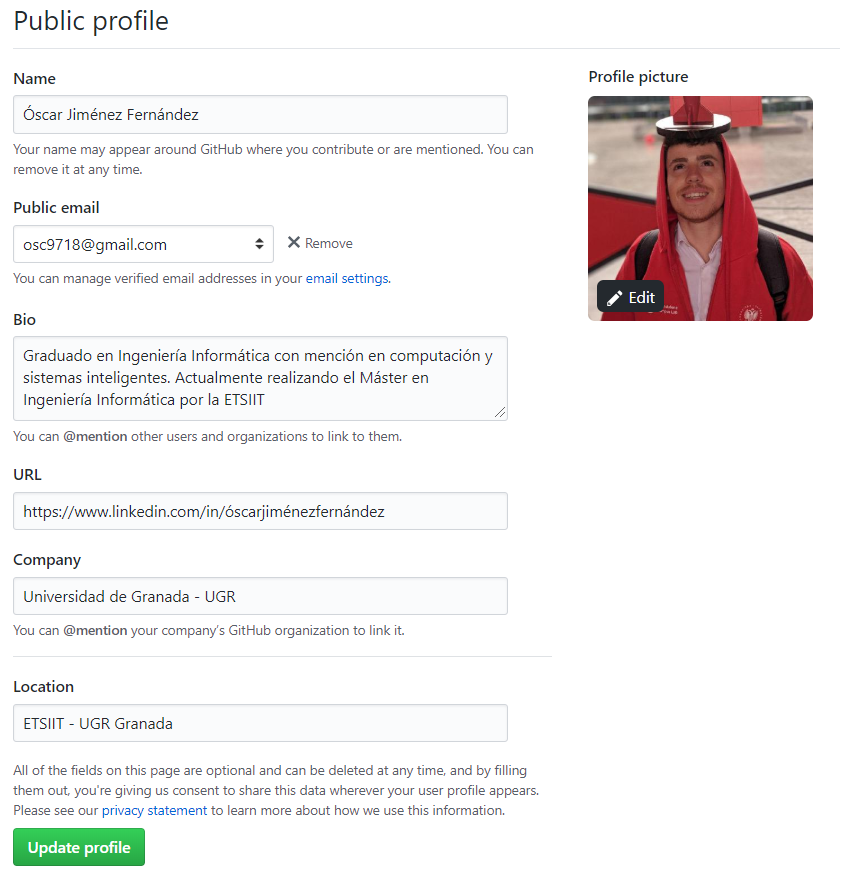 Public profile
Name
Profile picture
Óscar Jiménez Fernández
Your name may appear around GitHub where you contribute or are mentioned. You can
remove it at any time.
Public email
osc9718@gmail.com
Remove
You can manage verified email addresses in your email settings.
Edit
Bio
Graduado en Ingeniería Informática con mención en computación y
sistemas inteligentes. Actualmente realizando el Máster en
Ingeniería Informática por la ETSIIT
You can @mention other users and organizations to link to them.
URL
https://www.linkedin.com/in/óscarjiménezfernández
Company
Universidad de Granada - UGR
You can @mention your company's GitHub organization to link it.
Location
ETSIIT - UGR Granada
All of the fields on this page are optional and can be deleted at any time, and by filling
them out, you're giving us consent to share this data wherever your user profile appears.
Please see our privacy statement to learn more about how we use this information.
Update profile